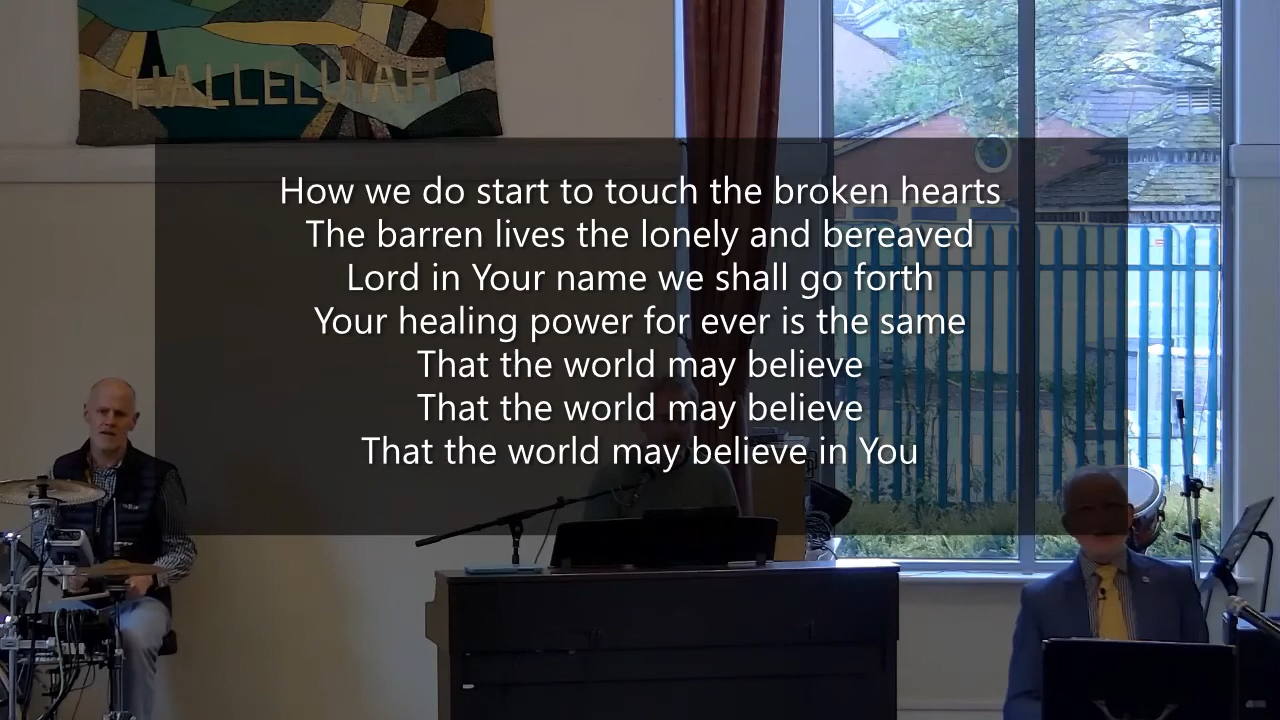 HALLELUJAH
How we do start to touch the broken hearts
The barren lives the lonely and bereaved
Lord in Your name we shall go forth
Your healing power for ever is the same
That the world may believe
That the world may believe
That the world may believe in You